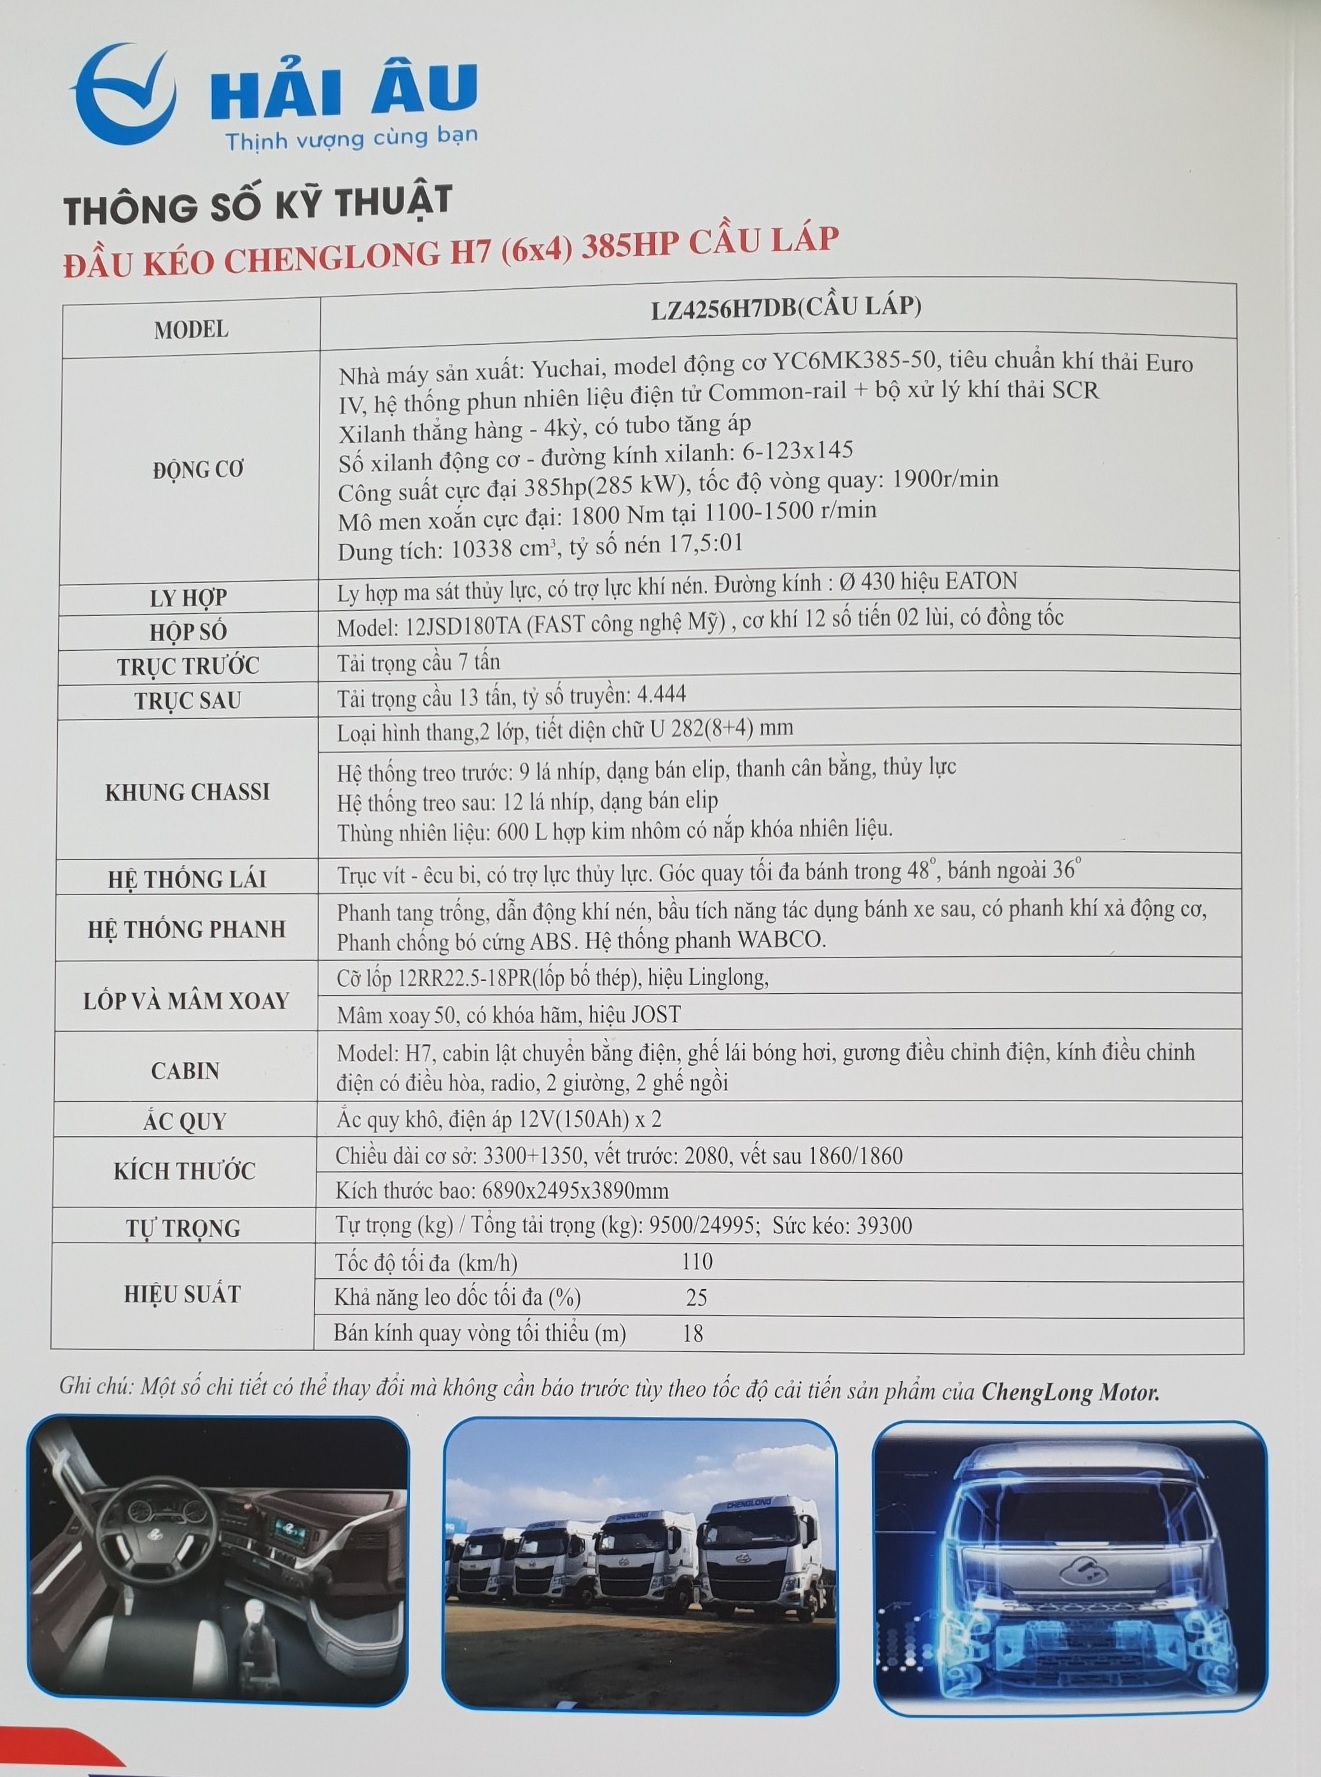 HẢI ÂU
Thịnh vượng cùng bạn
THÔNG SỐ KỸ THUẬT
ĐẦU KÉO CHENGLONG H7 (6x4) 385HP CẦU LÁP
MODEL
LZ4256H7DB(CẦU LÁP)
ĐỘNG CƠ
Nhà máy sản xuất: Yuchai, model động cơ YC6MK385-50, tiêu chuẩn khí thải Euro
IV, hệ thống phun nhiên liệu điện tử Common-rail + bộ xử lý khí thải SCR
Xilanh thẳng hàng - 4kỳ, có tubo tăng áp
Số xilanh động cơ - đường kính xilanh: 6-123x145
Công suất cực đại 385hp(285 kW), tốc độ vòng quay: 1900r/min
Mô men xoắn cực đại: 1800 Nm tại 1100-1500 r/min
Dung tích: 10338 cm³, tỷ số nén 17,5:01
LY HỢP
Ly hợp ma sát thủy lực, có trợ lực khí nén. Đường kính : Ø 430 hiệu EATON
HỘP SỐ
Model: 12JSD180TA (FAST công nghệ Mỹ) , cơ khí 12 số tiến 02 lùi, có đồng tốc
TRỤC TRƯỚC
Tải trọng cầu 7 tấn
TRỤC SAU
Tải trọng cầu 13 tấn, tỷ số truyền: 4.444
KHUNG CHASSI
Loại hình thang,2 lớp, tiết diện chữ U 282(8+4) mm
Hệ thống treo trước: 9 lá nhíp, dạng bán elip, thanh cân bằng, thủy lực
Hệ thống treo sau: 12 lá nhíp, dạng bán elip
Thùng nhiên liệu: 600 L hợp kim nhôm có nắp khóa nhiên liệu.
HỆ THỐNG LÁI
Trục vít - êcu bi, có trợ lực thủy lực. Góc quay tối đa bánh trong 48°, bánh ngoài 36°
HỆ THỐNG PHANH
Phanh tang trống, dẫn động khí nén, bầu tích năng tác dụng bánh xe sau, có phanh khí xả động cơ,
Phanh chống bó cứng ABS. Hệ thống phanh WABCO.
LỐP VÀ MÂM XOAY
Cỡ lốp 12RR22.5-18PR(lốp bố thép), hiệu Linglong,
Mâm xoay 50, có khóa hãm, hiệu JOST
CABIN
Model: H7, cabin lật chuyển bằng điện, ghế lái bóng hơi, gương điều chỉnh điện, kính điều chỉnh
điện có điều hòa, radio, 2 giường, 2 ghế ngồi
ẮC QUY
Ắc quy khô, điện áp 12V(150Ah) x 2
KÍCH THƯỚC
Chiều dài cơ sở: 3300+1350, vết trước: 2080, vết sau 1860/1860
Kích thước bao: 6890x2495x3890mm
TỰ TRỌNG
Tự trọng (kg) / Tổng tải trọng (kg): 9500/24995; Sức kéo: 39300
HIỆU SUẤT
Tốc độ tối đa (km/h) 110
Khả năng leo dốc tối đa (%) 25
Bán kính quay vòng tối thiểu (m) 18
Ghi chú: Một số chi tiết có thể thay đổi mà không cần báo trước tùy theo tốc độ cải tiến sản phẩm của ChengLong Motor.
CHENGLONG
CHENGLONG
CHENGLONG